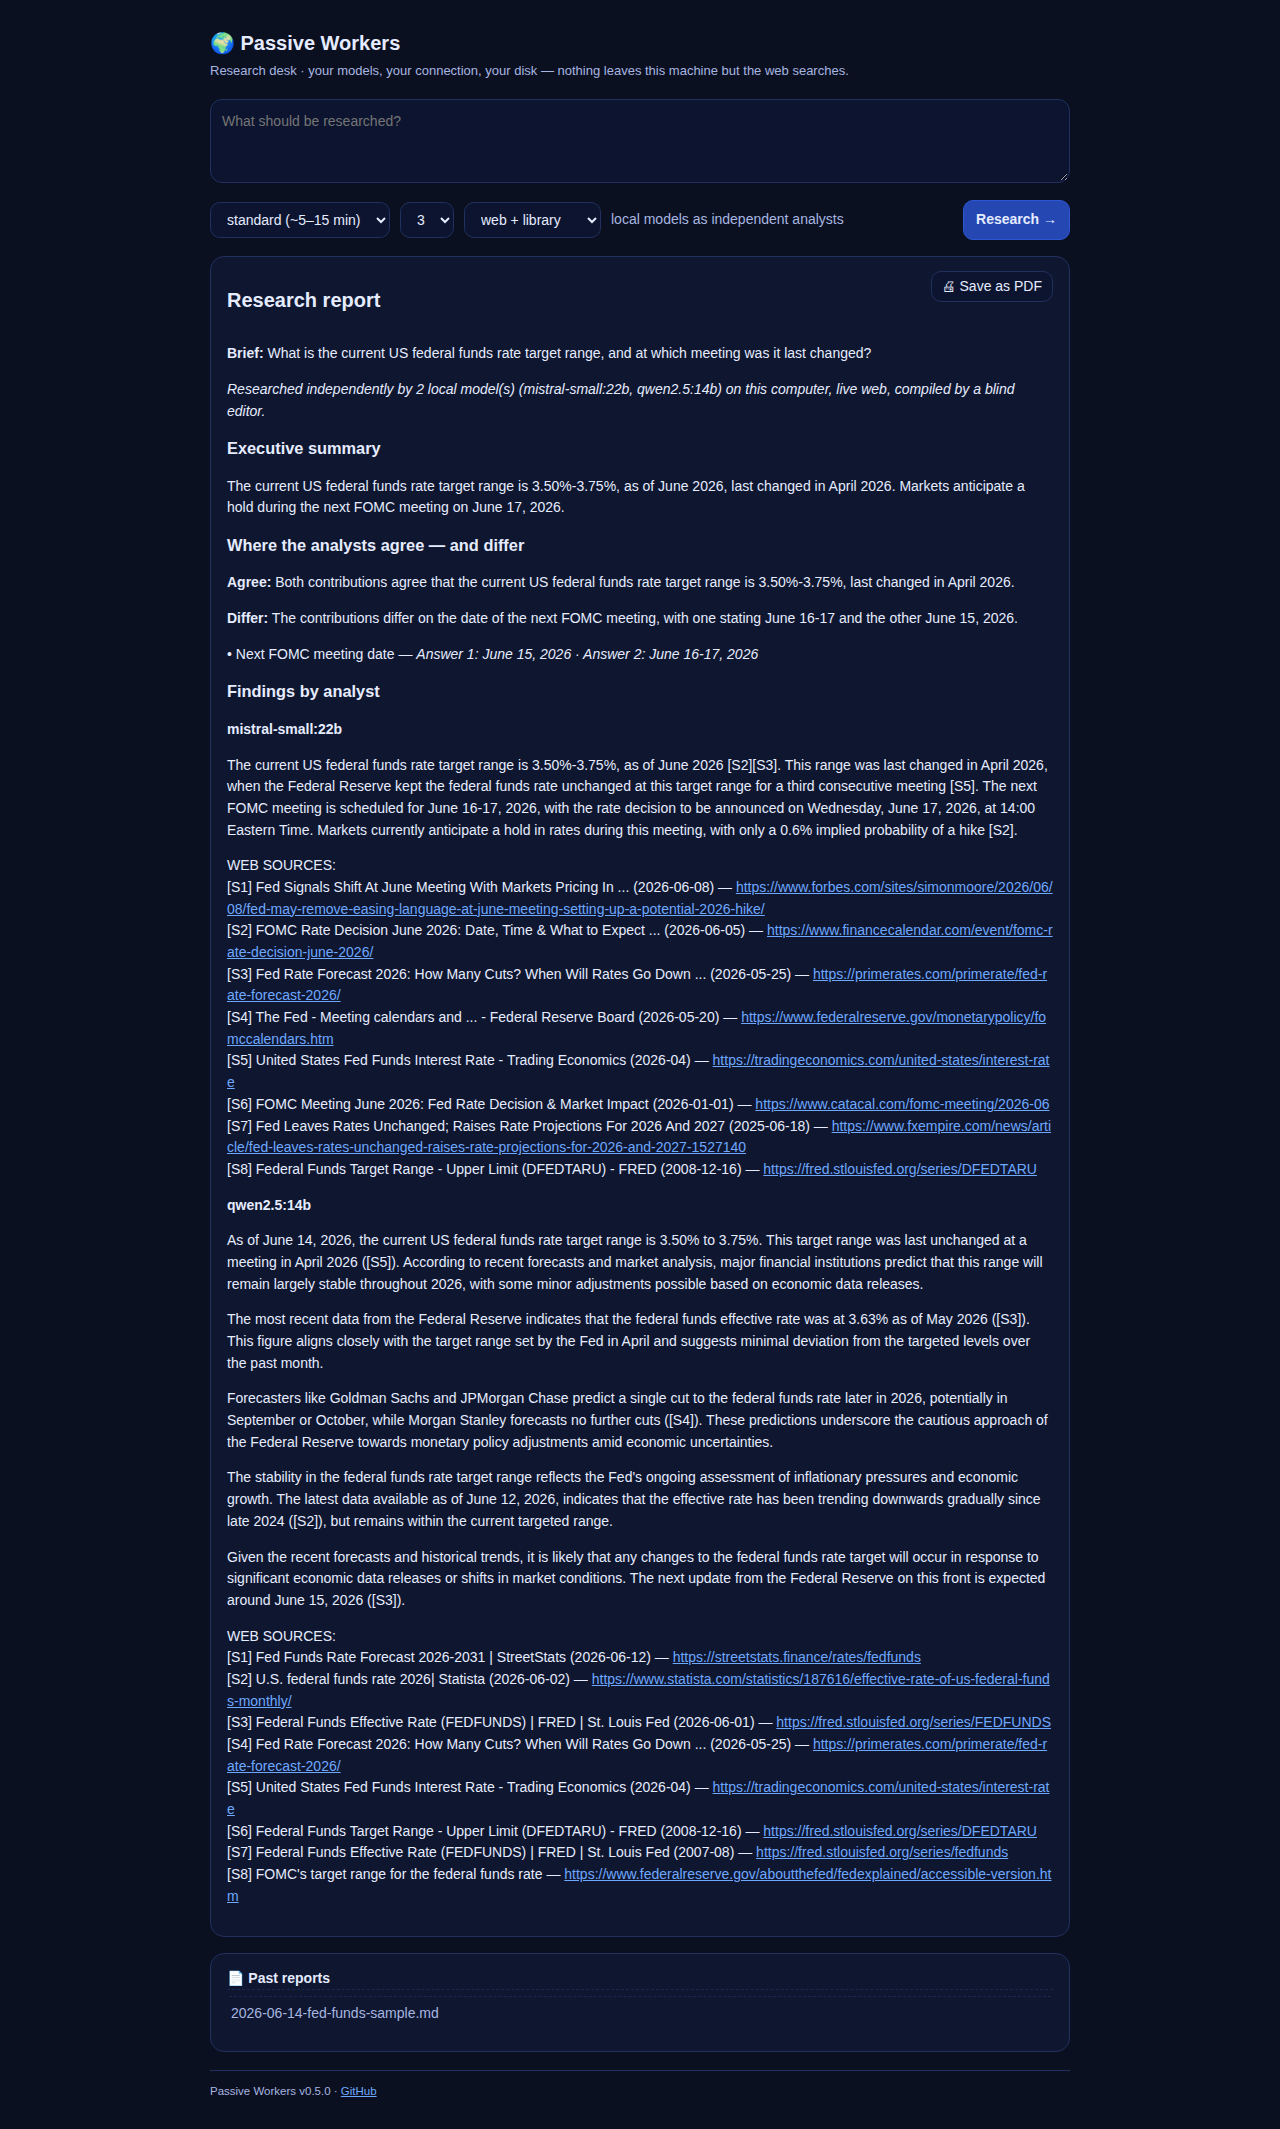 🌍 Passive Workers
Research desk · your models, your connection, your disk — nothing leaves this machine but the web searches.
What should be researched?
standard (~5–15 min)
3
web + library
local models as independent analysts
Research →
🖨 Save as PDF
Research report
Brief: What is the current US federal funds rate target range, and at which meeting was it last changed?
Researched independently by 2 local model(s) (mistral-small:22b, qwen2.5:14b) on this computer, live web, compiled by a blind
editor.
Executive summary
The current US federal funds rate target range is 3.50%-3.75%, as of June 2026, last changed in April 2026. Markets anticipate a
hold during the next FOMC meeting on June 17, 2026.
Where the analysts agree — and differ
Agree: Both contributions agree that the current US federal funds rate target range is 3.50%-3.75%, last changed in April 2026.
Differ: The contributions differ on the date of the next FOMC meeting, with one stating June 16-17 and the other June 15, 2026.
• Next FOMC meeting date — Answer 1: June 15, 2026 · Answer 2: June 16-17, 2026
Findings by analyst
mistral-small:22b
The current US federal funds rate target range is 3.50%-3.75%, as of June 2026 [S2][S3]. This range was last changed in April 2026,
when the Federal Reserve kept the federal funds rate unchanged at this target range for a third consecutive meeting [S5]. The next
FOMC meeting is scheduled for June 16-17, 2026, with the rate decision to be announced on Wednesday, June 17, 2026, at 14:00
Eastern Time. Markets currently anticipate a hold in rates during this meeting, with only a 0.6% implied probability of a hike [S2].
WEB SOURCES:
[S1] Fed Signals Shift At June Meeting With Markets Pricing In ... (2026-06-08) — https://www.forbes.com/sites/simonmoore/2026/06/
08/fed-may-remove-easing-language-at-june-meeting-setting-up-a-potential-2026-hike/
[S2] FOMC Rate Decision June 2026: Date, Time & What to Expect ... (2026-06-05) — https://www.financecalendar.com/event/fomc-r
ate-decision-june-2026/
[S3] Fed Rate Forecast 2026: How Many Cuts? When Will Rates Go Down ... (2026-05-25) — https://primerates.com/primerate/fed-r
ate-forecast-2026/
[S4] The Fed - Meeting calendars and ... - Federal Reserve Board (2026-05-20) — https://www.federalreserve.gov/monetarypolicy/fo
mccalendars.htm
[S5] United States Fed Funds Interest Rate - Trading Economics (2026-04) — https://tradingeconomics.com/united-states/interest-rat
e
[S6] FOMC Meeting June 2026: Fed Rate Decision & Market Impact (2026-01-01) — https://www.catacal.com/fomc-meeting/2026-06
[S7] Fed Leaves Rates Unchanged; Raises Rate Projections For 2026 And 2027 (2025-06-18) — https://www.fxempire.com/news/arti
cle/fed-leaves-rates-unchanged-raises-rate-projections-for-2026-and-2027-1527140
[S8] Federal Funds Target Range - Upper Limit (DFEDTARU) - FRED (2008-12-16) — https://fred.stlouisfed.org/series/DFEDTARU
qwen2.5:14b
As of June 14, 2026, the current US federal funds rate target range is 3.50% to 3.75%. This target range was last unchanged at a
meeting in April 2026 ([S5]). According to recent forecasts and market analysis, major financial institutions predict that this range will
remain largely stable throughout 2026, with some minor adjustments possible based on economic data releases.
The most recent data from the Federal Reserve indicates that the federal funds effective rate was at 3.63% as of May 2026 ([S3]).
This figure aligns closely with the target range set by the Fed in April and suggests minimal deviation from the targeted levels over
the past month.
Forecasters like Goldman Sachs and JPMorgan Chase predict a single cut to the federal funds rate later in 2026, potentially in
September or October, while Morgan Stanley forecasts no further cuts ([S4]). These predictions underscore the cautious approach of
the Federal Reserve towards monetary policy adjustments amid economic uncertainties.
The stability in the federal funds rate target range reflects the Fed's ongoing assessment of inflationary pressures and economic
growth. The latest data available as of June 12, 2026, indicates that the effective rate has been trending downwards gradually since
late 2024 ([S2]), but remains within the current targeted range.
Given the recent forecasts and historical trends, it is likely that any changes to the federal funds rate target will occur in response to
significant economic data releases or shifts in market conditions. The next update from the Federal Reserve on this front is expected
around June 15, 2026 ([S3]).
WEB SOURCES:
[S1] Fed Funds Rate Forecast 2026-2031 | StreetStats (2026-06-12) — https://streetstats.finance/rates/fedfunds
[S2] U.S. federal funds rate 2026| Statista (2026-06-02) — https://www.statista.com/statistics/187616/effective-rate-of-us-federal-fund
s-monthly/
[S3] Federal Funds Effective Rate (FEDFUNDS) | FRED | St. Louis Fed (2026-06-01) — https://fred.stlouisfed.org/series/FEDFUNDS
[S4] Fed Rate Forecast 2026: How Many Cuts? When Will Rates Go Down ... (2026-05-25) — https://primerates.com/primerate/fed-r
ate-forecast-2026/
[S5] United States Fed Funds Interest Rate - Trading Economics (2026-04) — https://tradingeconomics.com/united-states/interest-rat
e
[S6] Federal Funds Target Range - Upper Limit (DFEDTARU) - FRED (2008-12-16) — https://fred.stlouisfed.org/series/DFEDTARU
[S7] Federal Funds Effective Rate (FEDFUNDS) | FRED | St. Louis Fed (2007-08) — https://fred.stlouisfed.org/series/fedfunds
[S8] FOMC's target range for the federal funds rate — https://www.federalreserve.gov/aboutthefed/fedexplained/accessible-version.ht
m
📄 Past reports
2026-06-14-fed-funds-sample.md
Passive Workers v0.5.0 · GitHub